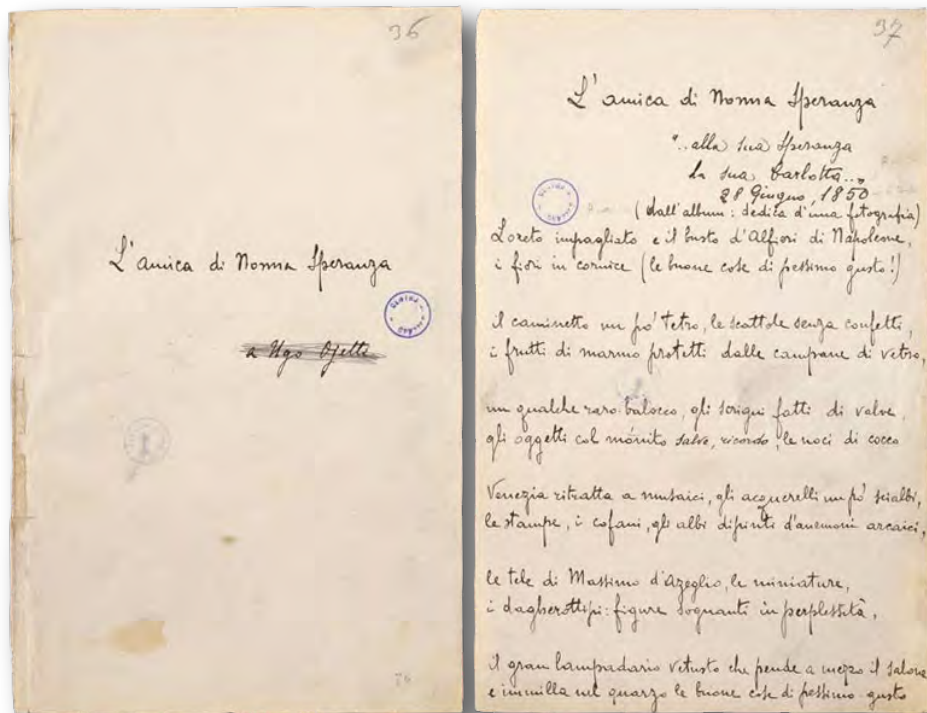 36
L'amica di Nonna Speranza
a Ugo Ojetti
76
37
L'amica di Nonna Speranza
"..alla sua Speranza
la sua Carlotta..."
28 Giugno, 1850
(dall'album: dedica d'una fotografia)
Loreto impagliato e il busto d'Alfieri di Napoleone,
i fiori in cornice (le buone cose di pessimo gusto!)
il caminetto un po' tetro, le scattole senza confetti,
i frutti di marmo protetti dalle campane di vetro,
un qualche raro balocco, gli scrigni fatti di valve,
gli oggetti col mònito salve, ricordo, le noci di cocco
Venezia ritratta a musaici, gli acquerelli un po' scialbi,
le stampe, i cofani, gli albi dipinti d'anemoni arcaici,
le tele di Massimo d'Azeglio, le miniature,
i dagherottipi: figure sognanti in perplessità,
il gran lampadario vetusto che pende a mezzo il salone
e immilla nel quarzo le buone cose di pessimo gusto